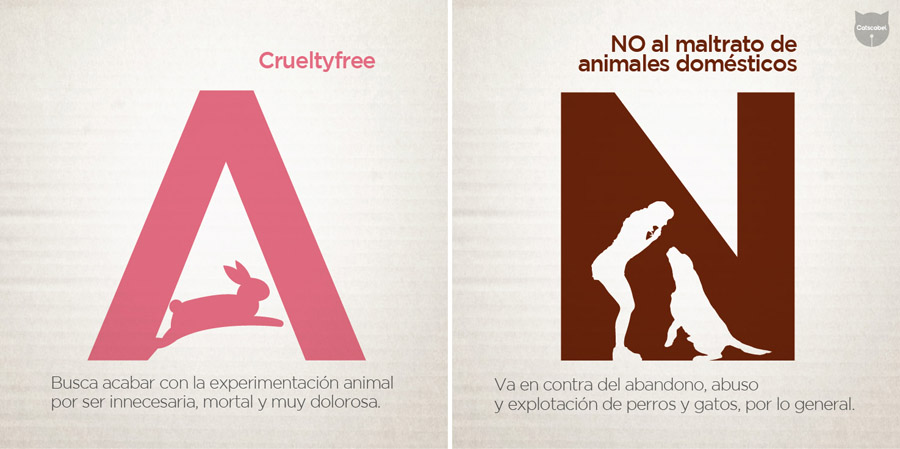 Crueltyfree
A
Busca acabar con la experimentación animal
por ser innecesaria, mortal y muy dolorosa.
Catscabel
NO al maltrato de
animales domésticos
N
Va en contra del abandono, abuso
y explotación de perros y gatos, por lo general.